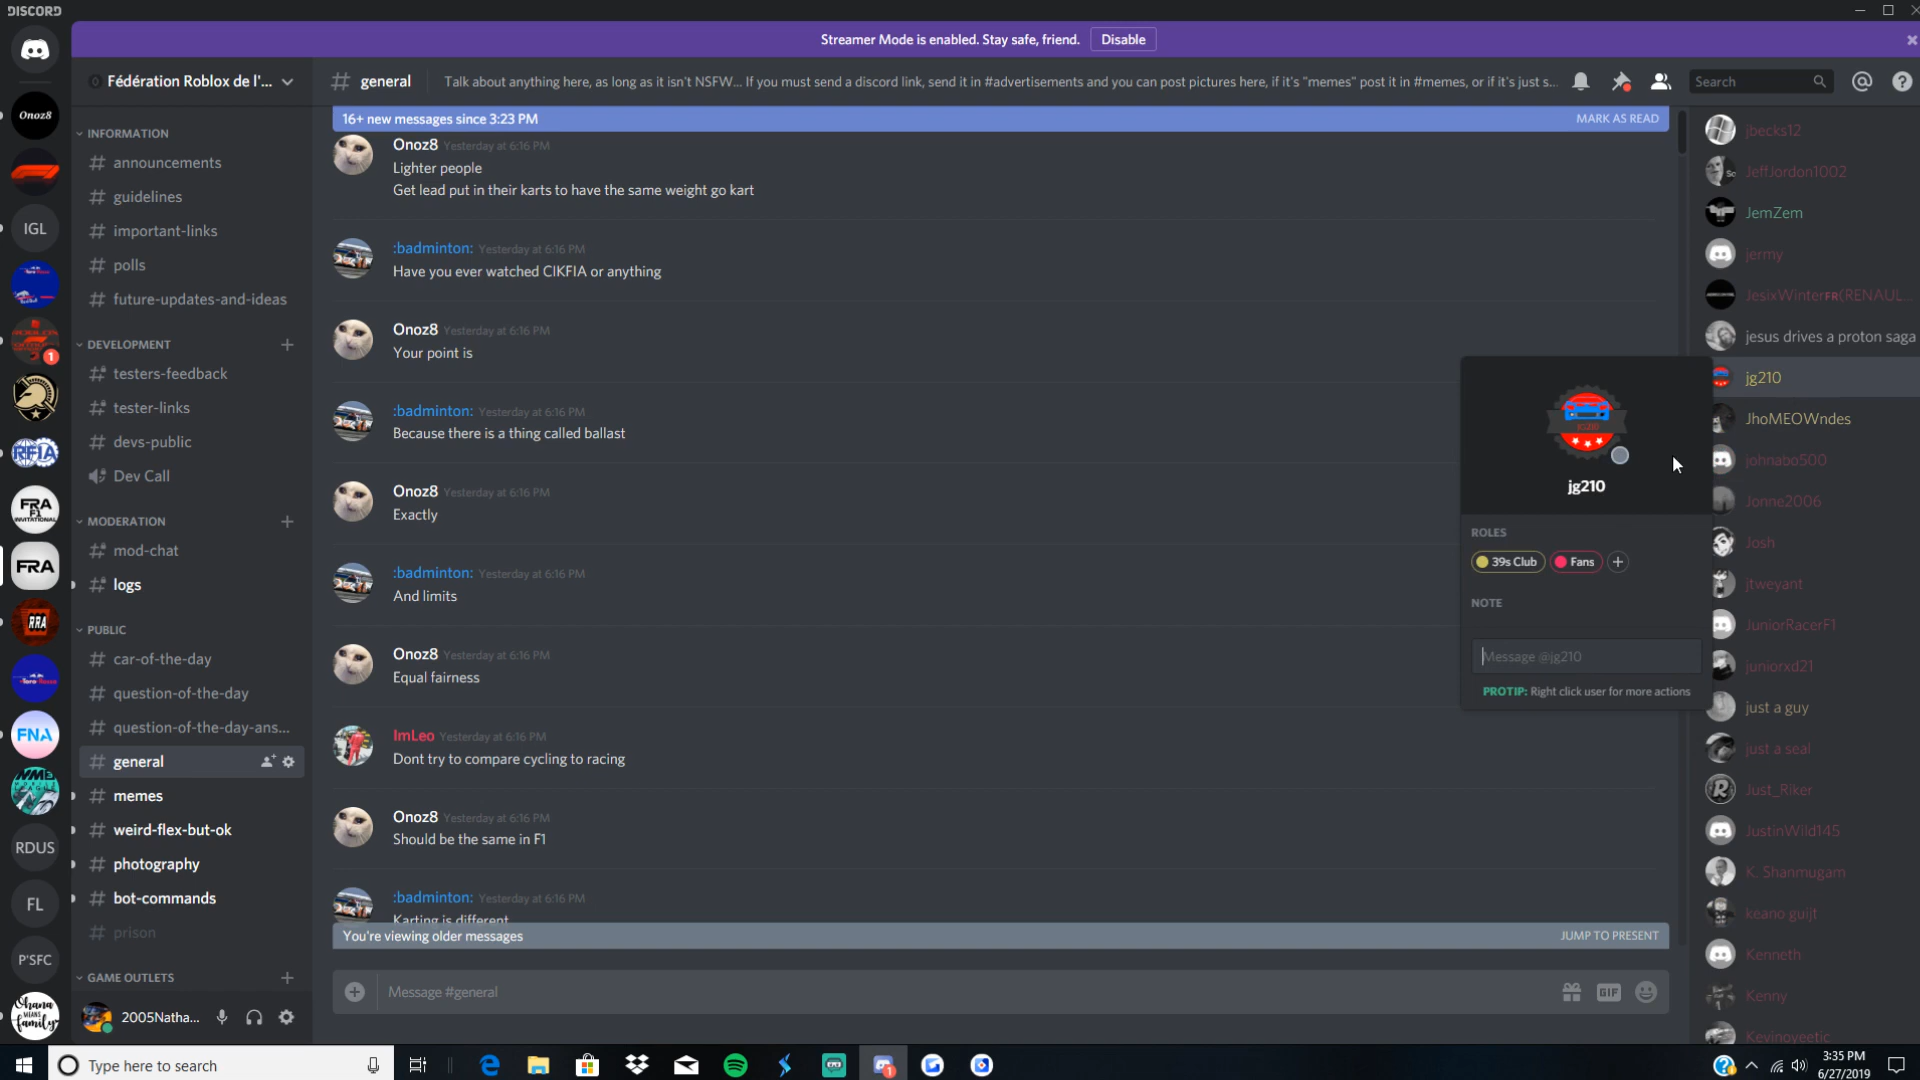 DISCORD
Streamer Mode is enabled. Stay safe, friend.
Disable
Fédération Roblox de l'...
general
Talk about anything here, as long as it isn't NSFW... If you must send a discord link, send it in #advertisements and you can post pictures here, if it's "memes" post it in #memes, or if it's just s...
Search
Onoz8
IGL
1
RFIA
FRA
F1
INVITATIONAL
FRA
RRA
FNA
RDUS
FL
P'SFC
Ohana
MEANS
family
INFORMATION
announcements
guidelines
important-links
polls
future-updates-and-ideas
DEVELOPMENT
testers-feedback
tester-links
devs-public
Dev Call
MODERATION
mod-chat
logs
PUBLIC
car-of-the-day
question-of-the-day
question-of-the-day-ans...
general
memes
weird-flex-but-ok
photography
bot-commands
prison
GAME OUTLETS
2005Natha...
16+ new messages since 3:23 PM
MARK AS READ
Onoz8 Yesterday at 6:16 PM
Lighter people
Get lead put in their karts to have the same weight go kart
:badminton: Yesterday at 6:16 PM
Have you ever watched CIKFIA or anything
Onoz8 Yesterday at 6:16 PM
Your point is
:badminton: Yesterday at 6:16 PM
Because there is a thing called ballast
Onoz8 Yesterday at 6:16 PM
Exactly
:badminton: Yesterday at 6:16 PM
And limits
Onoz8 Yesterday at 6:16 PM
Equal fairness
ImLeo Yesterday at 6:16 PM
Dont try to compare cycling to racing
Onoz8 Yesterday at 6:16 PM
Should be the same in F1
:badminton: Yesterday at 6:16 PM
Karting is different
You're viewing older messages
JUMP TO PRESENT
Message #general
GIF
JG210
jg210
ROLES
39s Club
Fans
NOTE
Message @jg210
PROTIP: Right click user for more actions
jbecks12
JeffJordon1002
JemZem
jermy
JesixWinterFR(RENAUL...
jesus drives a proton saga
jg210
JhoMEOWndes
johnabo500
Jonne2006
Josh
jtweyant
JuniorRacerF1
juniorxd21
just a guy
just a seal
Just_Riker
JustinWild145
K. Shanmugam
keano guijt
Kenneth
Kenny
Kevinoyeetic
Type here to search
1
3:35 PM
6/27/2019